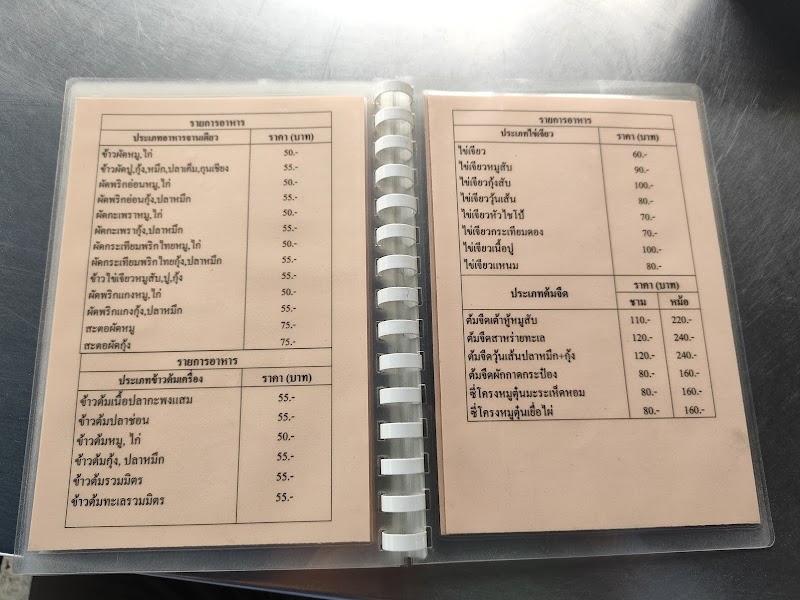 รายการอาหาร
ประเภทอาหารจานเดียว ราคา (บาท)
ข้าวผัดหมู,ไก่ 50.-
ข้าวผัดปู,กุ้ง,หมึก,ปลาเค็ม,กุนเชียง 55.-
ผัดพริกอ่อนหมู,ไก่ 50.-
ผัดพริกอ่อนกุ้ง,ปลาหมึก 55.-
ผัดกะเพราหมู,ไก่ 50.-
ผัดกะเพรากุ้ง,ปลาหมึก 55.-
ผัดกระเทียมพริกไทยหมู,ไก่ 50.-
ผัดกระเทียมพริกไทยกุ้ง,ปลาหมึก 55.-
ข้าวไข่เจียวหมูสับ,ปู,กุ้ง 55.-
ผัดพริกแกงหมู,ไก่ 50.-
ผัดพริกแกงกุ้ง,ปลาหมึก 55.-
สะตอผัดหมู 75.-
สะตอผัดกุ้ง 75.-
รายการอาหาร
ประเภทข้าวต้มเครื่อง ราคา (บาท)
ข้าวต้มเนื้อปลากะพงแสม 55.-
ข้าวต้มปลาช่อน 55.-
ข้าวต้มหมู, ไก่ 50.-
ข้าวต้มกุ้ง, ปลาหมึก 55.-
ข้าวต้มรวมมิตร 55.-
ข้าวต้มทะเลรวมมิตร 55.-
รายการอาหาร
ประเภทไข่เจียว ราคา (บาท)
ไข่เจียว 60.-
ไข่เจียวหมูสับ 90.-
ไข่เจียวกุ้งสับ 100.-
ไข่เจียววุ้นเส้น 80.-
ไข่เจียวหัวไชโป้ 70.-
ไข่เจียวกระเทียมดอง 70.-
ไข่เจียวเนื้อปู 100.-
ไข่เจียวแหนม 80.-
ประเภทต้มจืด ราคา (บาท)
ชาม หม้อ
ต้มจืดเต้าหู้หมูสับ 110.- 220.-
ต้มจืดสาหร่ายทะเล 120.- 240.-
ต้มจืดวุ้นเส้นปลาหมึก+กุ้ง 120.- 240.-
ต้มจืดผักกาดกระป๋อง 80.- 160.-
ซี่โครงหมูตุ๋นมะระเห็ดหอม 80.- 160.-
ซี่โครงหมูตุ๋นเยื่อไผ่ 80.- 160.-